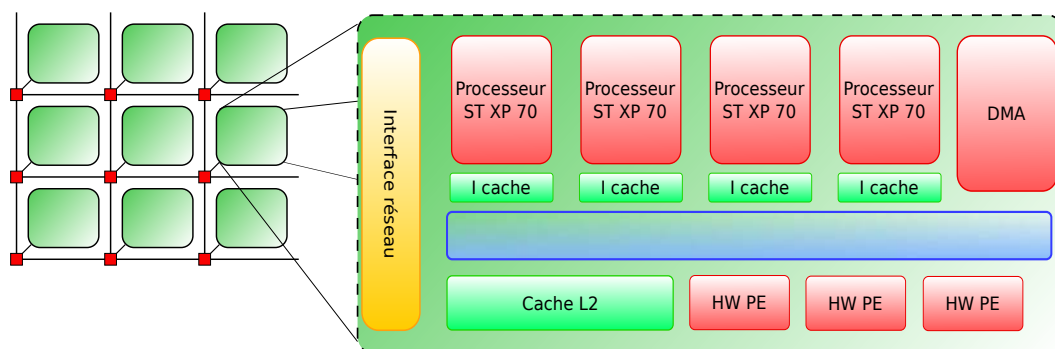 Interface réseau
Processeur
ST XP 70
Processeur
ST XP 70
Processeur
ST XP 70
Processeur
ST XP 70
DMA
I cache
I cache
I cache
I cache
Cache L2
HW PE
HW PE
HW PE